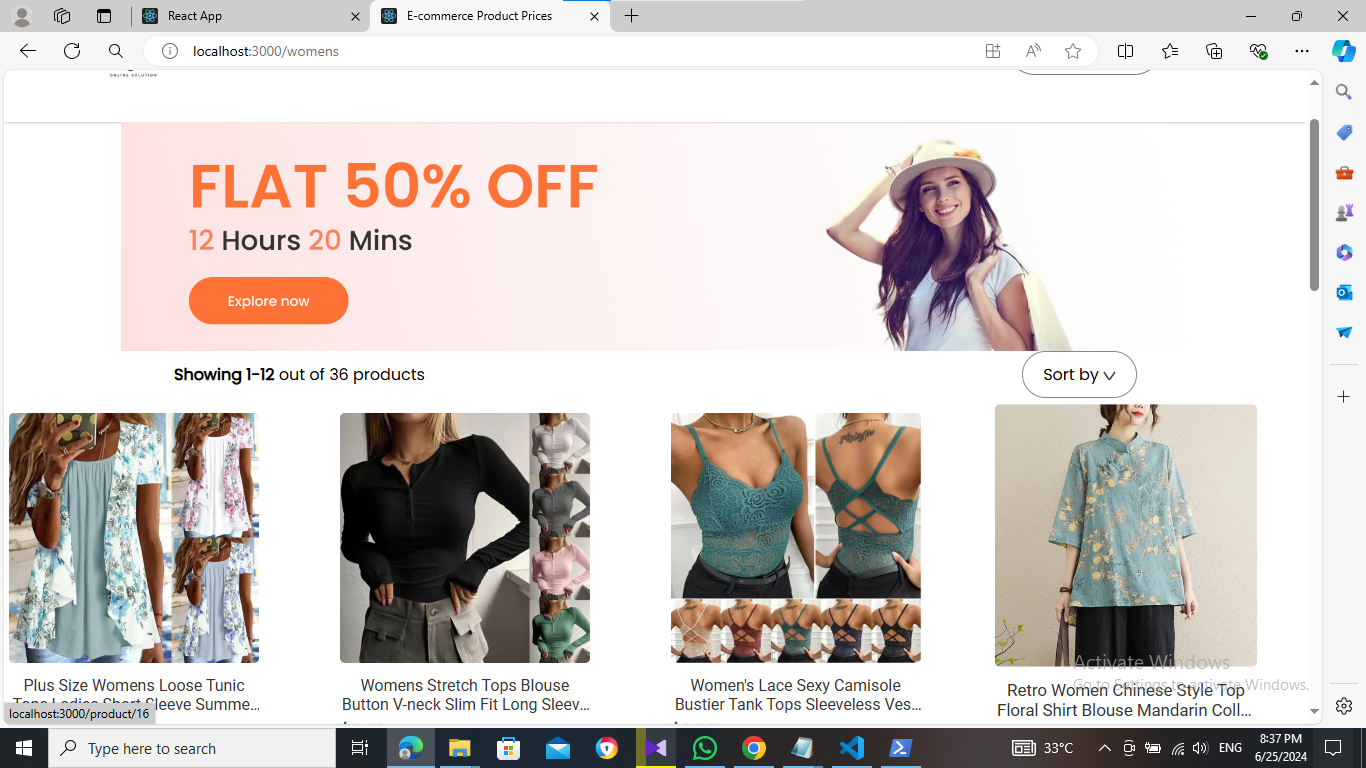 React App
E-commerce Product Prices
localhost:3000/womens
ONLINE SOLUTION
FLAT 50% OFF
12 Hours 20 Mins
Explore now
Showing 1-12 out of 36 products
Sort by
Plus Size Womens Loose Tunic
Tops Ladies Short Sleeve Summe...
Womens Stretch Tops Blouse
Button V-neck Slim Fit Long Sleev...
Women's Lace Sexy Camisole
Bustier Tank Tops Sleeveless Ves...
Retro Women Chinese Style Top
Floral Shirt Blouse Mandarin Coll...
Activate Windows
Go to Settings to activate Windows.
localhost:3000/product/16
Type here to search
33°C
ENG
8:37 PM
6/25/2024